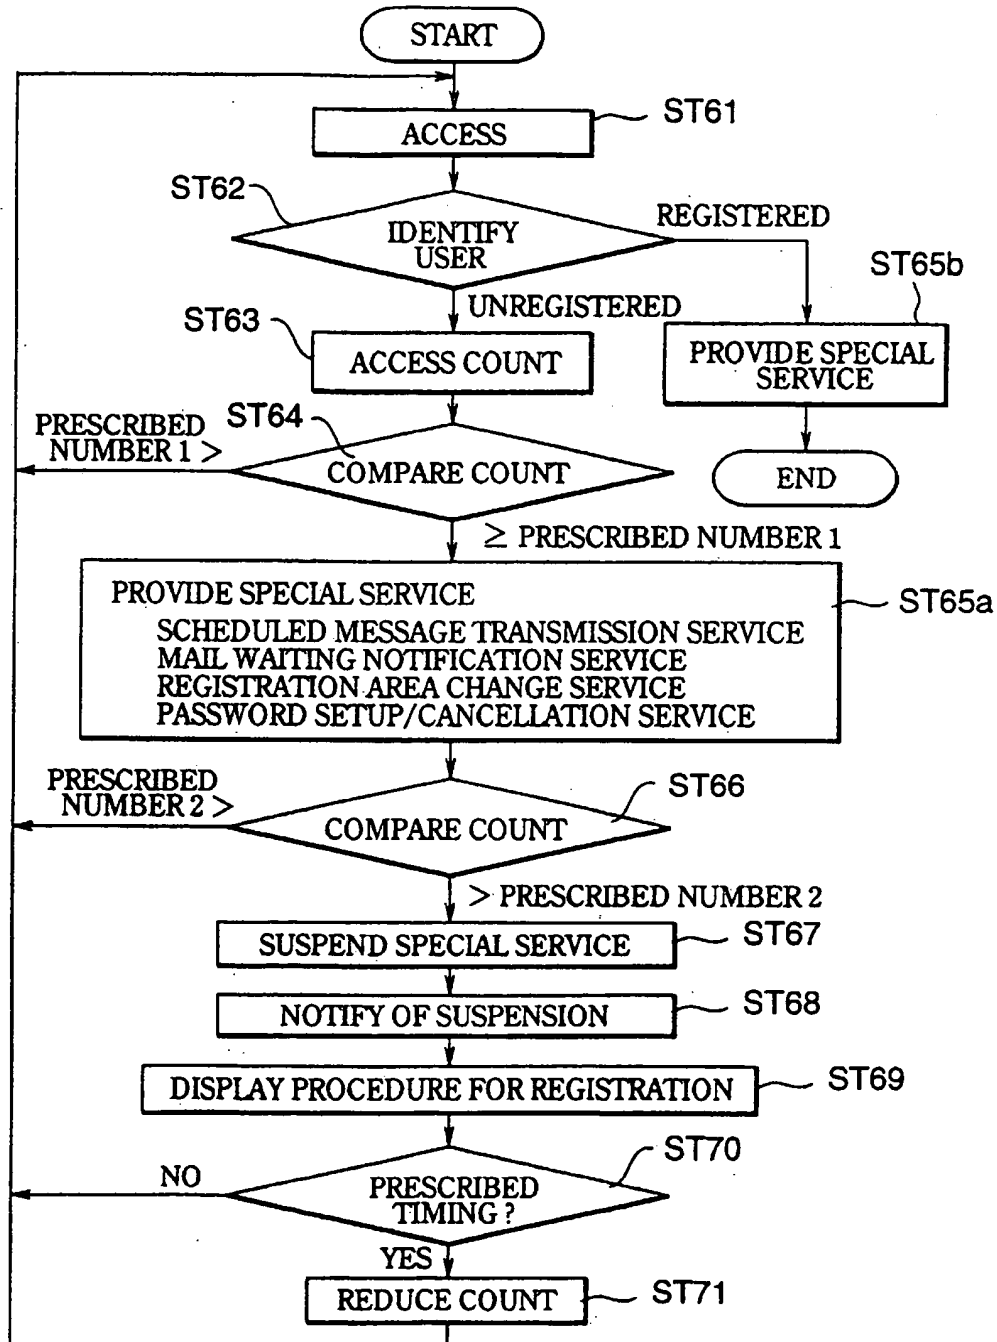 START
ACCESS
ST61
ST62
IDENTIFY
USER
REGISTERED
ST65b
UNREGISTERED
ST63
ACCESS COUNT
PROVIDE SPECIAL
SERVICE
PRESCRIBED
NUMBER 1 >
ST64
COMPARE COUNT
END
≥ PRESCRIBED NUMBER 1
PROVIDE SPECIAL SERVICE
SCHEDULED MESSAGE TRANSMISSION SERVICE
MAIL WAITING NOTIFICATION SERVICE
REGISTRATION AREA CHANGE SERVICE
PASSWORD SETUP/CANCELLATION SERVICE
ST65a
PRESCRIBED
NUMBER 2 >
ST66
COMPARE COUNT
> PRESCRIBED NUMBER 2
SUSPEND SPECIAL SERVICE
ST67
NOTIFY OF SUSPENSION
ST68
DISPLAY PROCEDURE FOR REGISTRATION
ST69
ST70
NO
PRESCRIBED
TIMING ?
YES
REDUCE COUNT
ST71